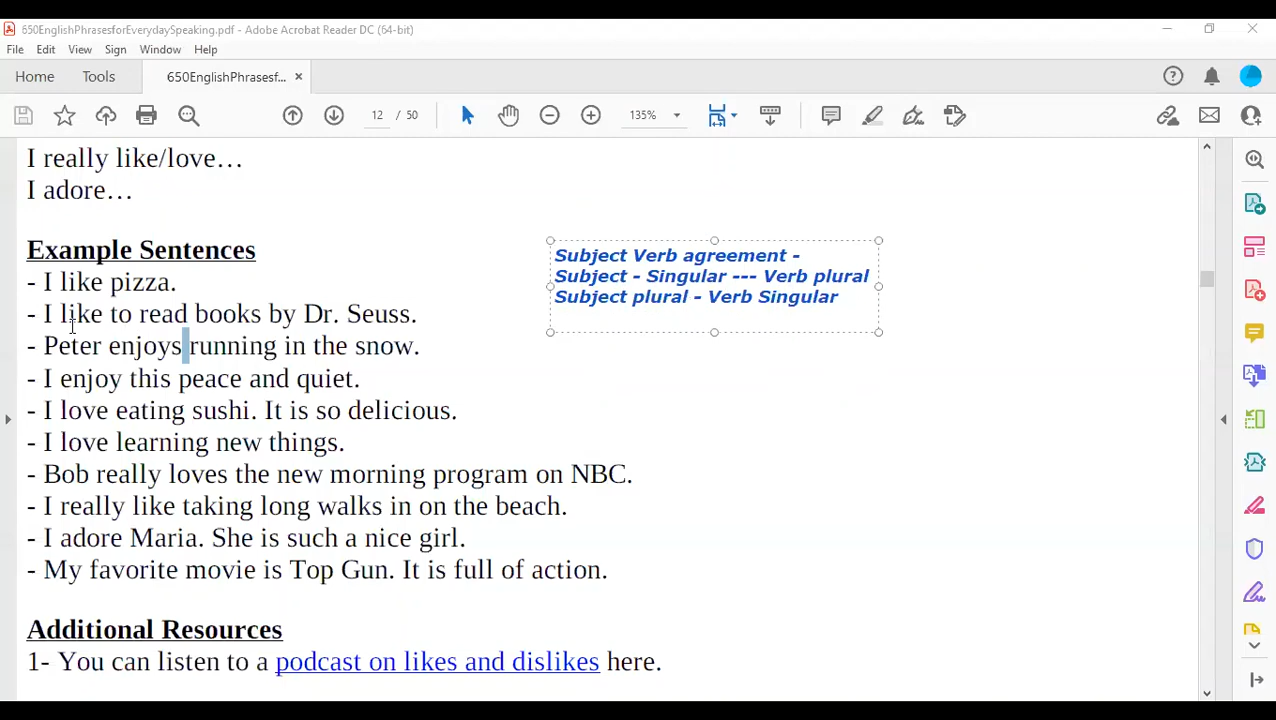 650EnglishPhrasesforEverydaySpeaking.pdf - Adobe Acrobat Reader DC (64-bit)
File Edit View Sign Window Help
Home Tools 650EnglishPhrasesf... ×
12 / 50 135%
I really like/love…
I adore…
Example Sentences
- I like pizza.
- I like to read books by Dr. Seuss.
- Peter enjoys running in the snow.
- I enjoy this peace and quiet.
- I love eating sushi. It is so delicious.
- I love learning new things.
- Bob really loves the new morning program on NBC.
- I really like taking long walks in on the beach.
- I adore Maria. She is such a nice girl.
- My favorite movie is Top Gun. It is full of action.
Additional Resources
1- You can listen to a podcast on likes and dislikes here.
Subject Verb agreement -
Subject - Singular --- Verb plural
Subject plural - Verb Singular